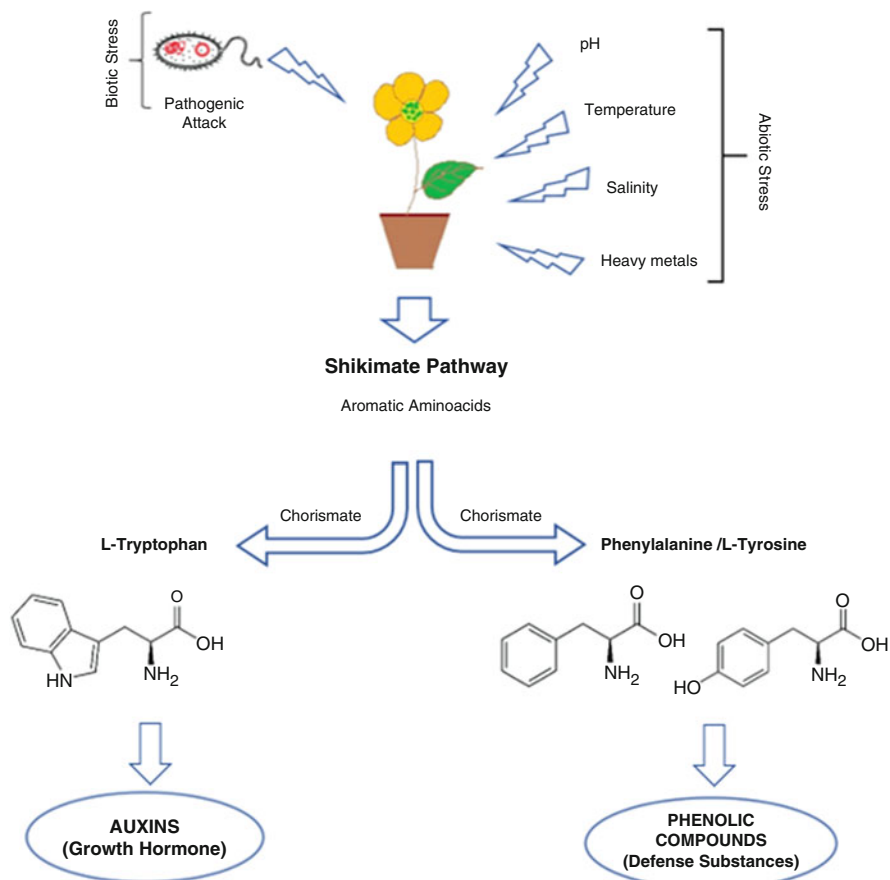 Biotic Stress
Pathogenic
Attack
pH
Temperature
Salinity
Heavy metals
Abiotic Stress
Shikimate Pathway
Aromatic Aminoacids
Chorismate
Chorismate
L-Tryptophan
Phenylalanine /L-Tyrosine
O
OH
NH2
HN
O
OH
NH2
O
OH
NH2
HO
AUXINS
(Growth Hormone)
PHENOLIC
COMPOUNDS
(Defense Substances)